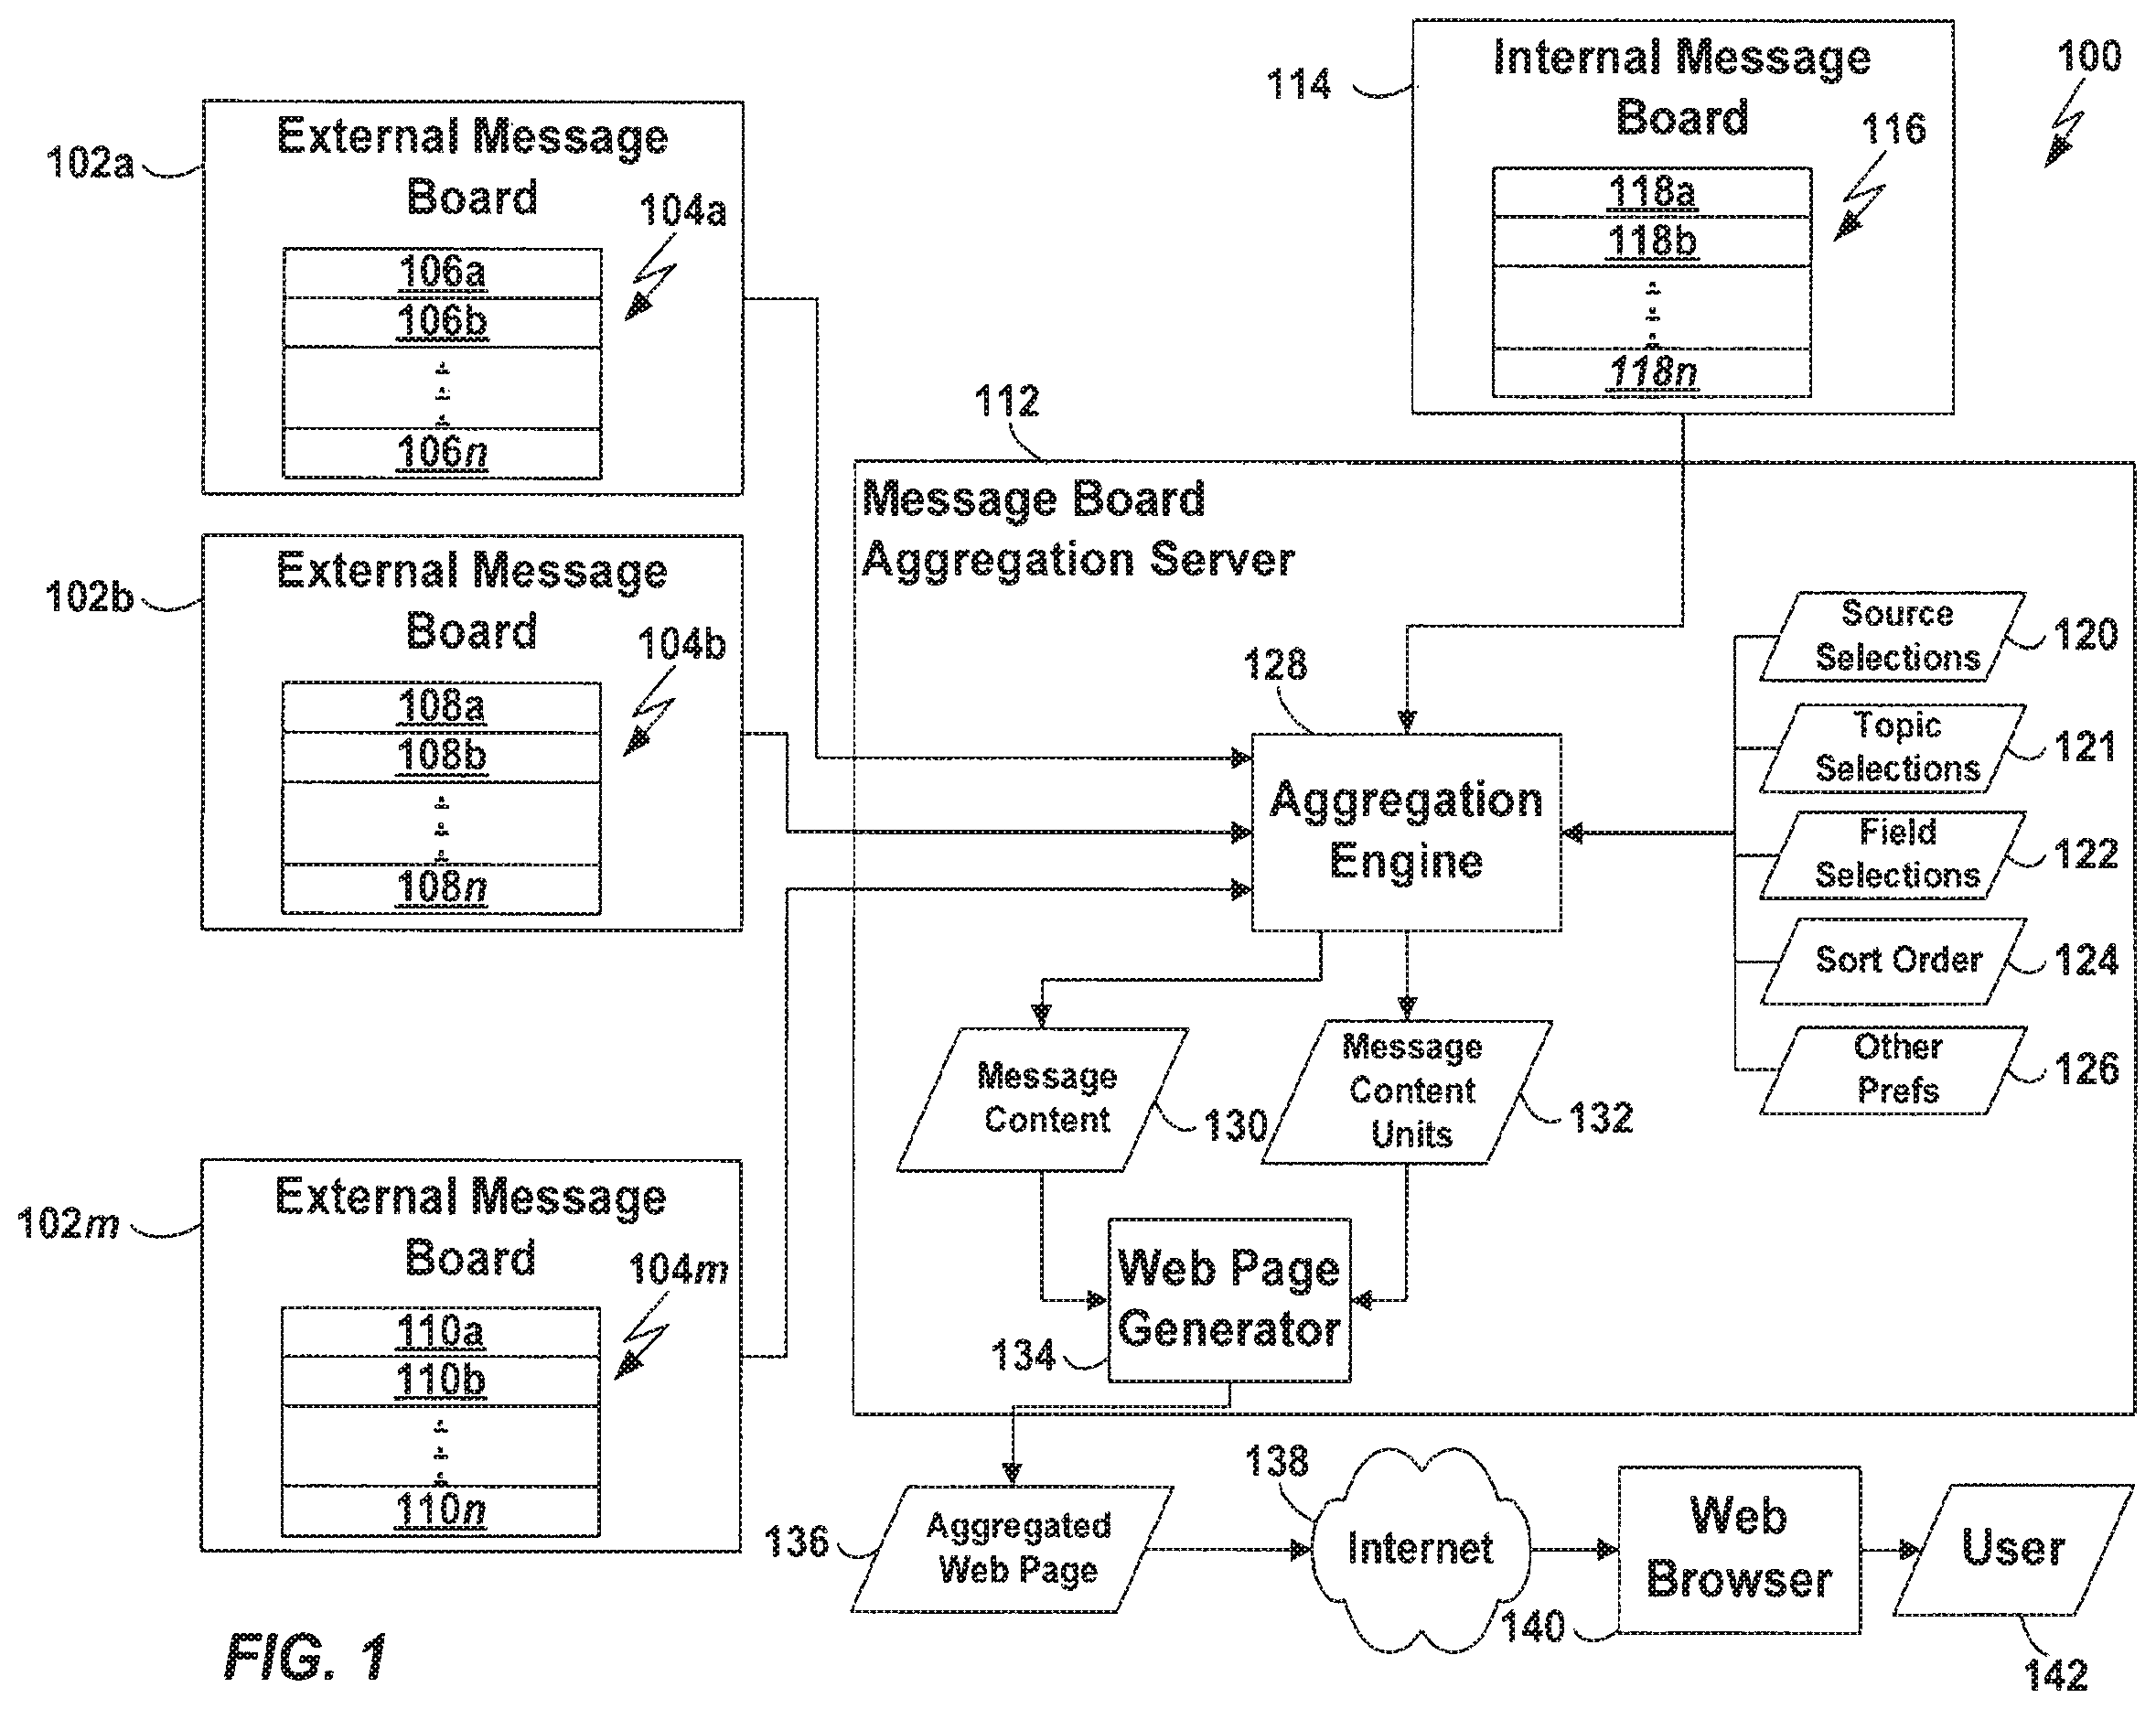 100
114
Internal Message
Board
116
118a
118b
118n
102a
External Message
Board
104a
106a
106b
106n
102b
External Message
Board
104b
108a
108b
108n
102m
External Message
Board
104m
110a
110b
110n
112
Message Board
Aggregation Server
128
Aggregation
Engine
Source
Selections
120
Topic
Selections
121
Field
Selections
122
Sort Order
124
Other
Prefs
126
Message
Content
130
Message
Content
Units
132
Web Page
Generator
134
136
Aggregated
Web Page
138
Internet
Web
Browser
140
User
142
FIG. 1